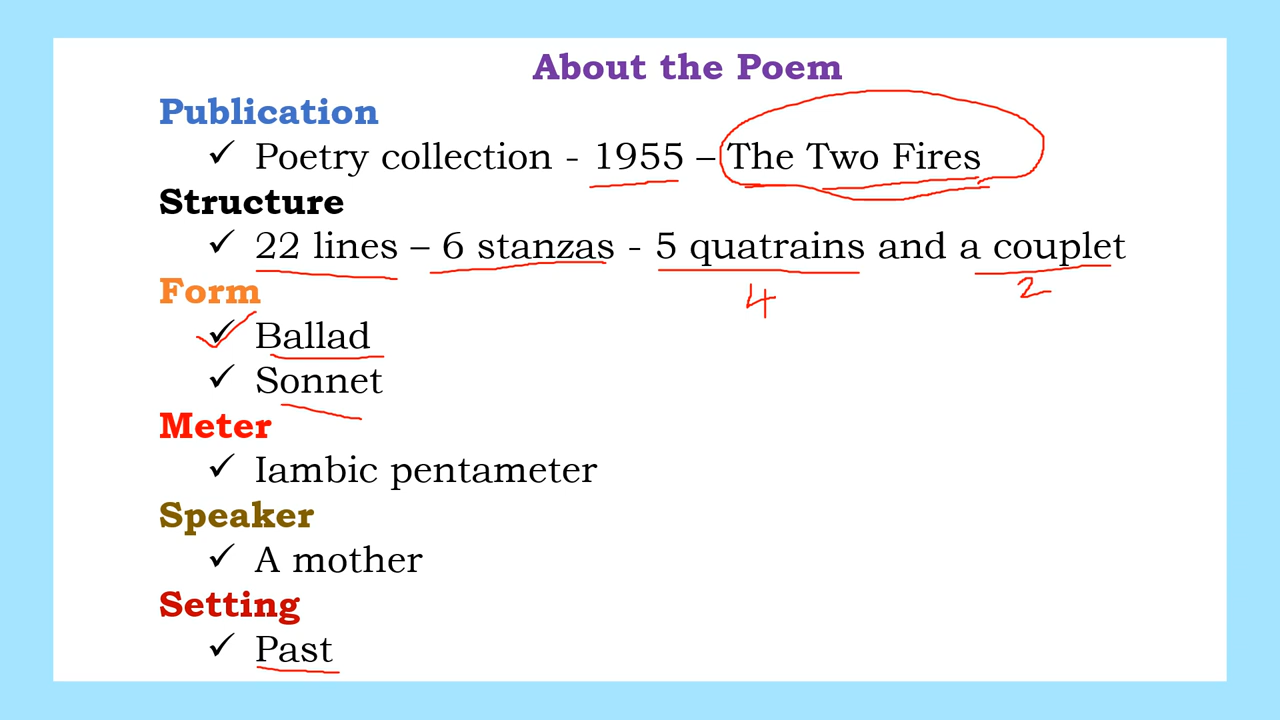 About the Poem
Publication
✓ Poetry collection - 1955 – The Two Fires
Structure
✓ 22 lines – 6 stanzas - 5 quatrains and a couplet
4 2
Form
✓ Ballad
✓ Sonnet
Meter
✓ Iambic pentameter
Speaker
✓ A mother
Setting
✓ Past